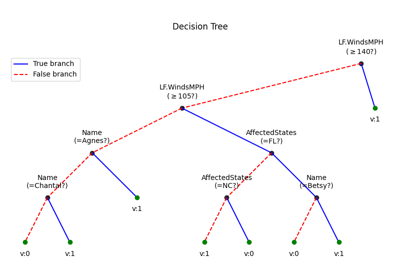 Decision Tree
LF.WindsMPH
(≥140?)
True branch
False branch
LF.WindsMPH
(≥105?)
v:1
Name
(=Agnes?)
AffectedStates
(=FL?)
Name
(=Chantal?)
v:1
AffectedStates
(=NC?)
Name
(=Betsy?)
v:0
v:1
v:1
v:0
v:0
v:1